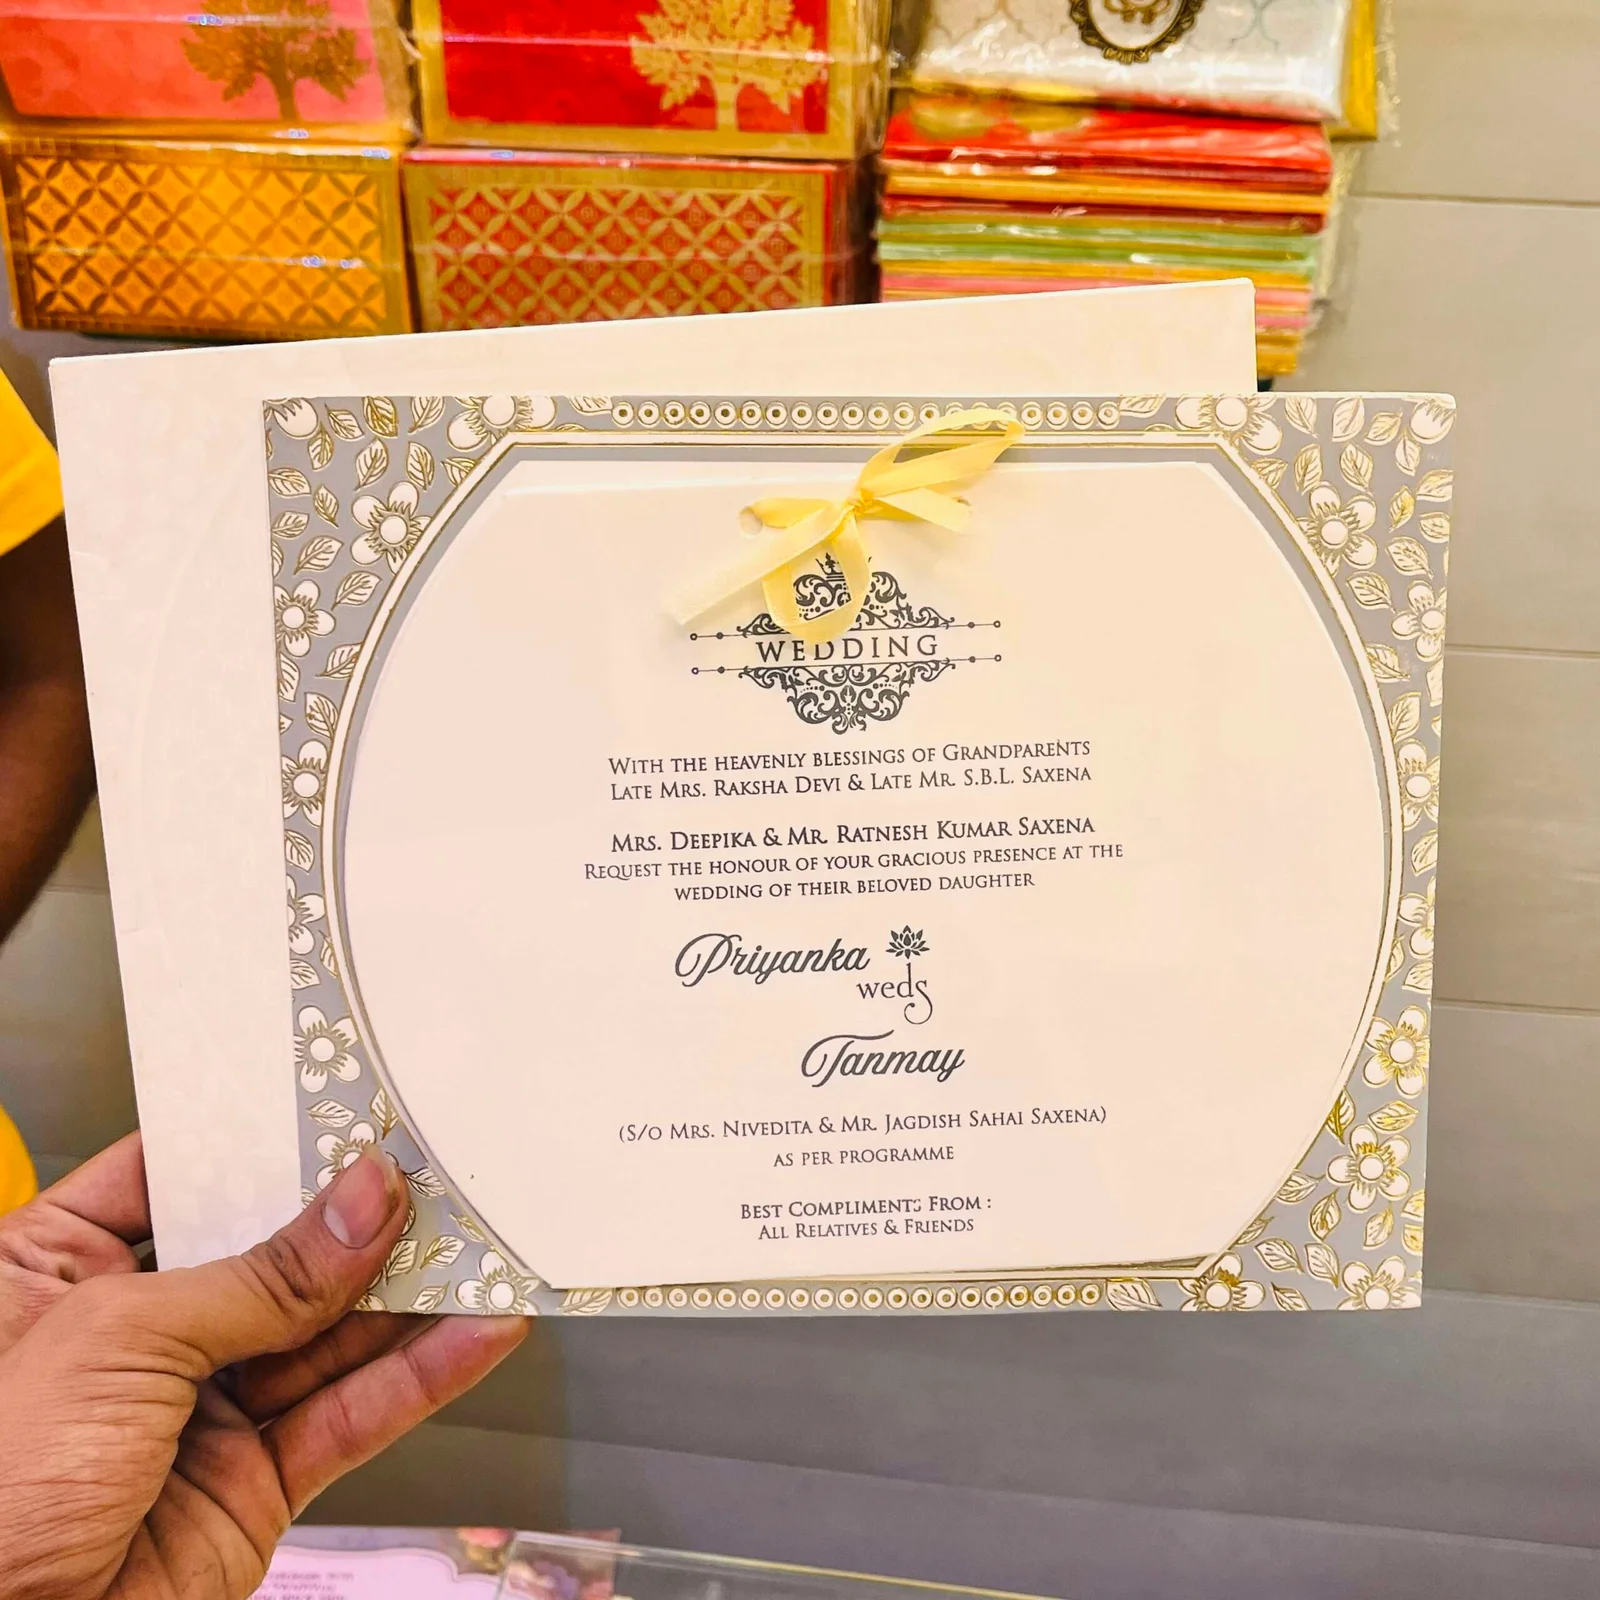 WEDDING
WITH THE HEAVENLY BLESSINGS OF GRANDPARENTS
LATE MRS. RAKSHA DEVI & LATE MR. S.B.L. SAXENA
MRS. DEEPIKA & MR. RATNESH KUMAR SAXENA
REQUEST THE HONOUR OF YOUR GRACIOUS PRESENCE AT THE
WEDDING OF THEIR BELOVED DAUGHTER
Priyanka
weds
Tanmay
(S/O MRS. NIVEDITA & MR. JAGDISH SAHAI SAXENA)
AS PER PROGRAMME
BEST COMPLIMENTS FROM :
ALL RELATIVES & FRIENDS